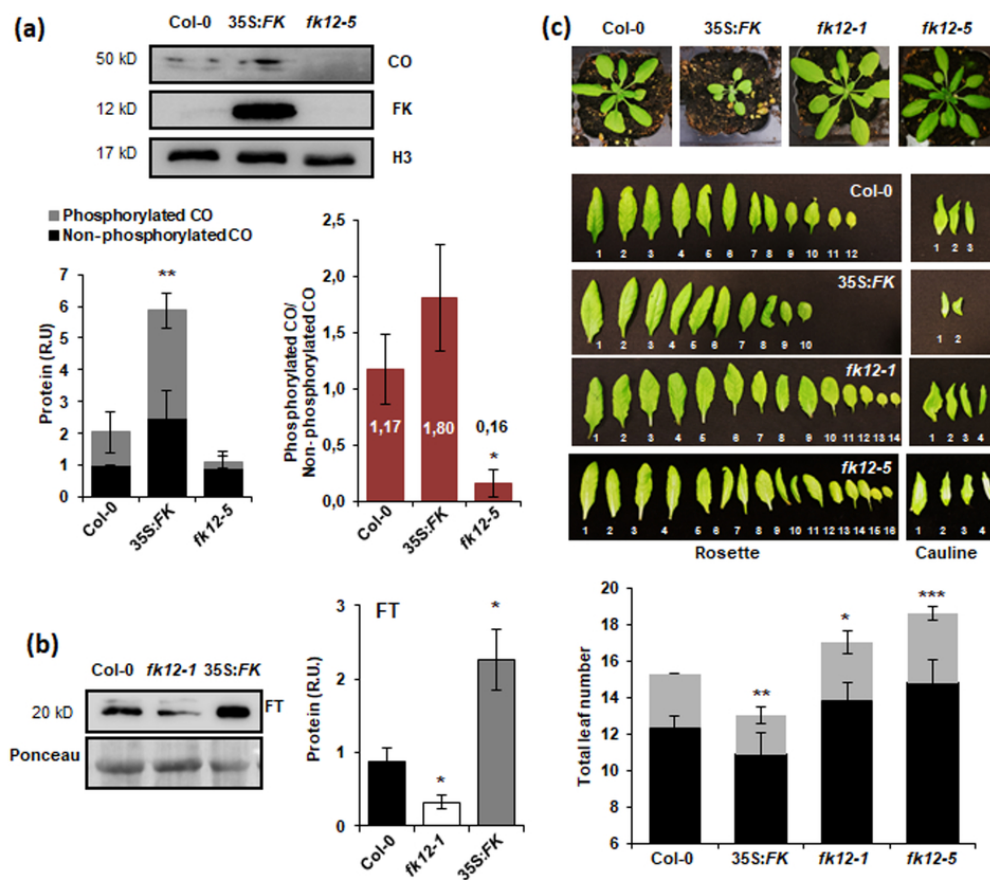 (a)
Col-0 35S:FK fk12-5
50 kD CO
12 kD FK
17 kD H3
Phosphorylated CO
Non-phosphorylated CO
Protein (R.U)
7
6
5
4
3
2
1
0
**
Col-0 35S:FK fk12-5
Phosphorylated CO/
Non-phosphorylated CO
2,5
2,0
1,5
1,0
0,5
0,0
1,17 1,80 0,16
*
Col-0 35S:FK fk12-5
(b)
Col-0 fk12-1 35S:FK
20 kD FT
Ponceau
FT
Protein (R.U.)
3
2
1
0
* *
Col-0 fk12-1 35S:FK
(c)
Col-0 35S:FK fk12-1 fk12-5
Col-0
1 2 3 4 5 6 7 8 9 10 11 12
1 2 3
35S:FK
1 2 3 4 5 6 7 8 9 10
1 2
fk12-1
1 2 3 4 5 6 7 8 9 10 11 12 13 14
1 2 3 4
fk12-5
1 2 3 4 5 6 7 8 9 10 11 12 13 14 15 16
1 2 3 4
Rosette Cauline
Total leaf number
20
18
16
14
12
10
8
6
** * ***
Col-0 35S:FK fk12-1 fk12-5